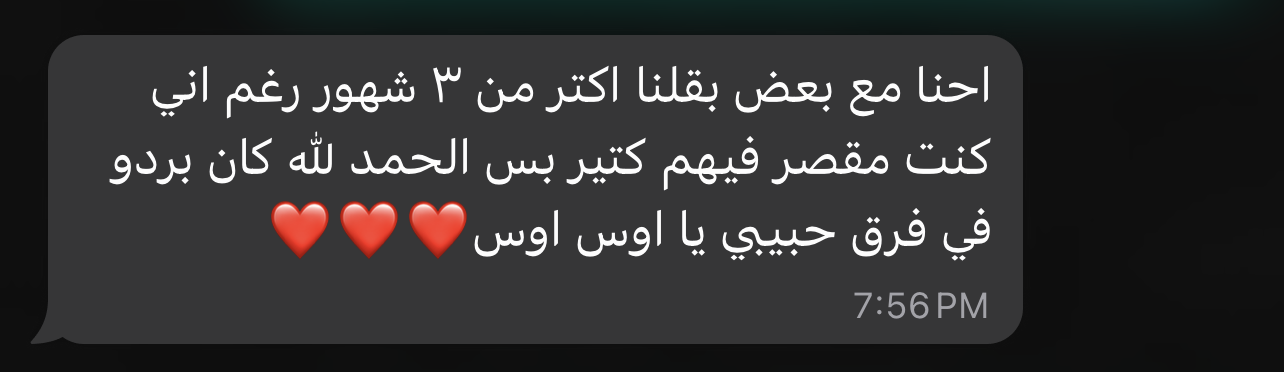 احنا مع بعض بقلنا اكتر من ٣ شهور رغم اني
كنت مقصر فيهم كتير بس الحمد لله كان بردو
في فرق حبيبي يا اوس اوس❤️❤️❤️
7:56 PM